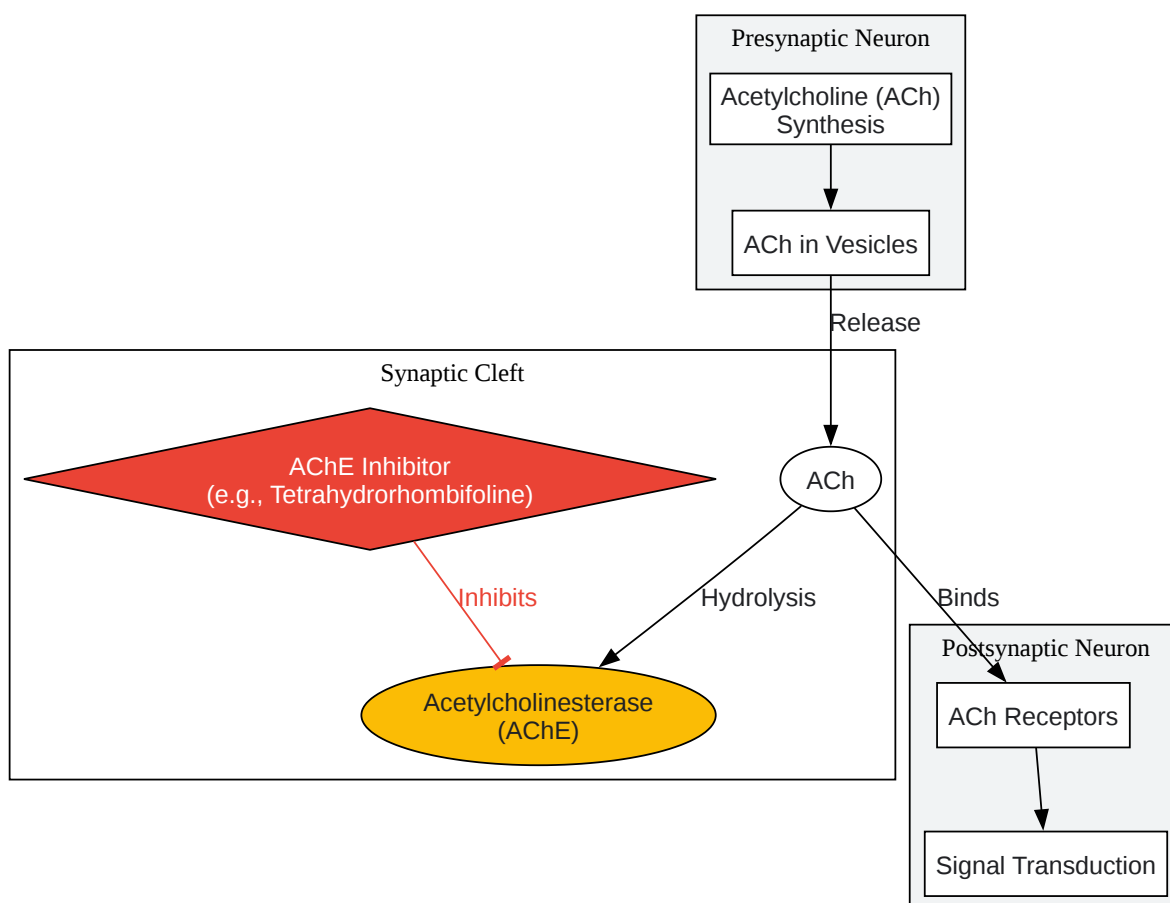 Presynaptic Neuron
Acetylcholine (ACh)
Synthesis
ACh in Vesicles
Release
Synaptic Cleft
AChE Inhibitor
(e.g., Tetrahydrorhombifoline)
ACh
Inhibits
Hydrolysis
Binds
Postsynaptic Neuron
Acetylcholinesterase
(AChE)
ACh Receptors
Signal Transduction